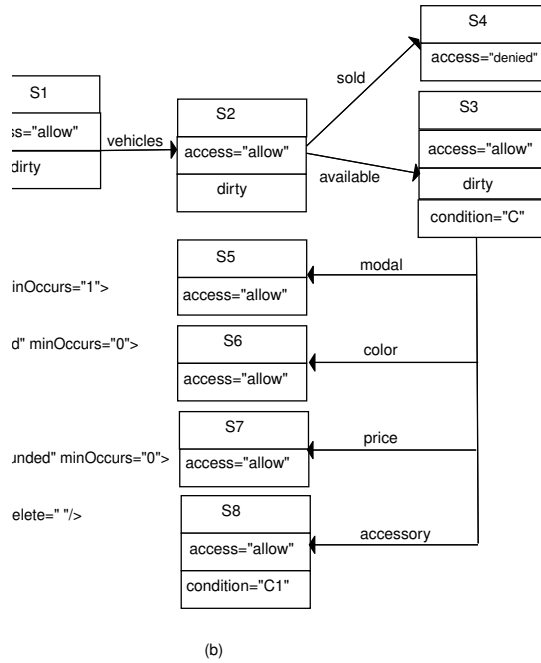 S4
access="denied"
sold
S1
ss="allow"
dirty
vehicles
S2
access="allow"
dirty
available
S3
access="allow"
dirty
condition="C"
S5
access="allow"
modal
inOccurs="1">
S6
access="allow"
color
d" minOccurs="0">
S7
access="allow"
price
unded" minOccurs="0">
S8
access="allow"
condition="C1"
accessory
elete=" "/>
(b)